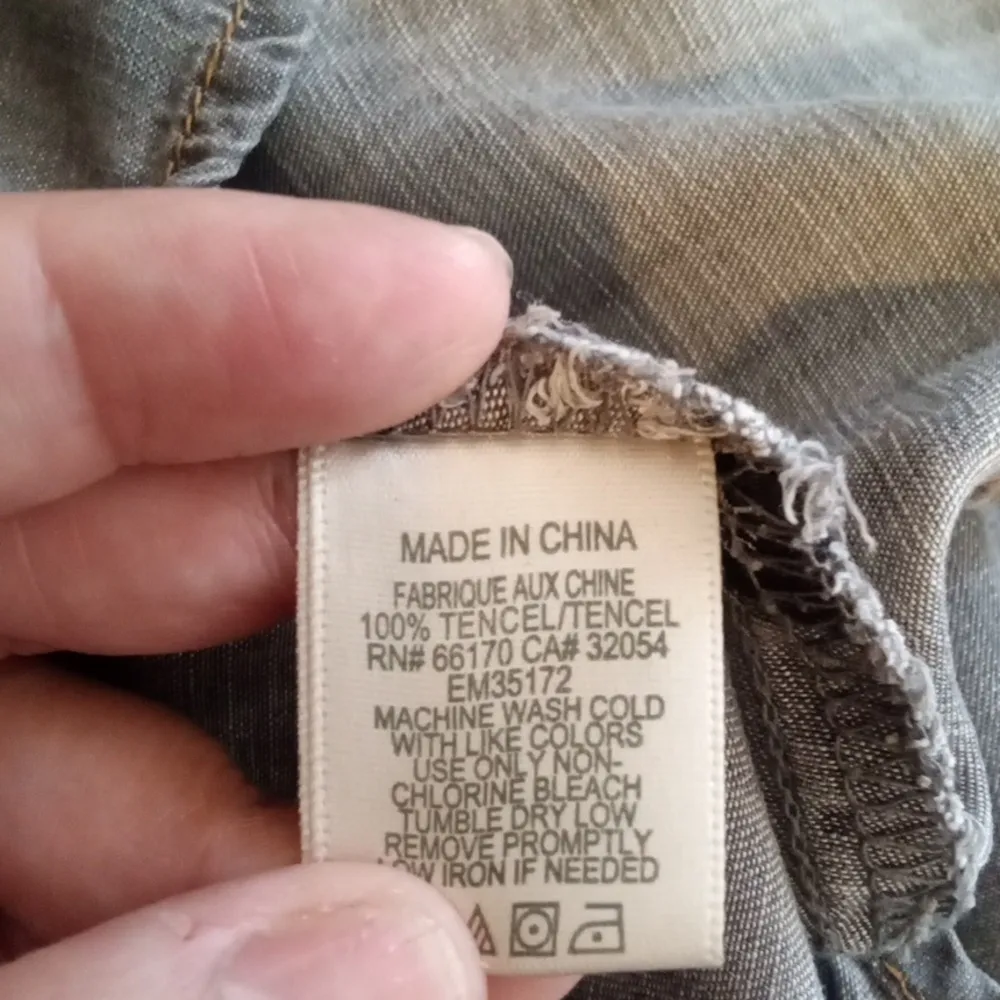 MADE IN CHINA
FABRIQUE AUX CHINE
100% TENCEL/TENCEL
RN# 66170 CA# 32054
EM35172
MACHINE WASH COLD
WITH LIKE COLORS
USE ONLY NON-
CHLORINE BLEACH
TUMBLE DRY LOW
REMOVE PROMPTLY
LOW IRON IF NEEDED